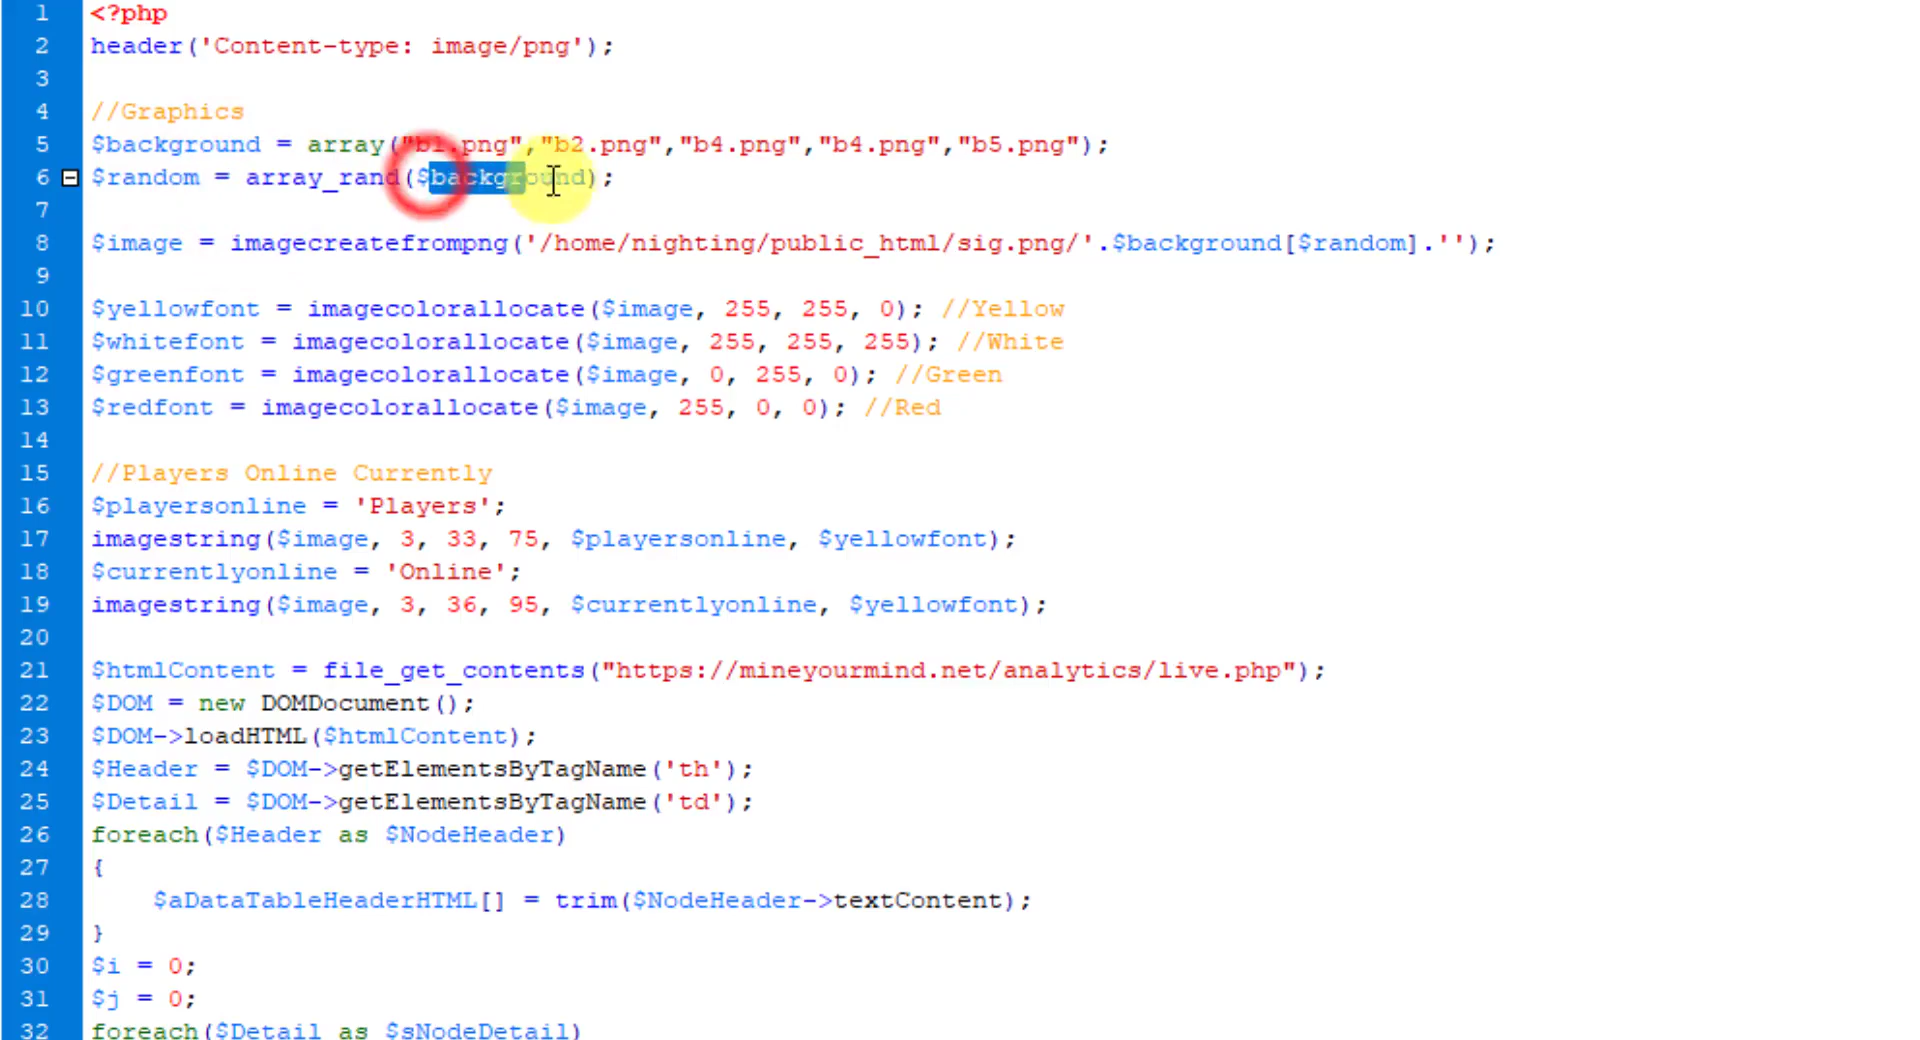 1 <?php
2 header('Content-type: image/png');
3
4 //Graphics
5 $background = array("b1.png","b2.png","b4.png","b4.png","b5.png");
6 $random = array_rand($background);
7
8 $image = imagecreatefrompng('/home/nighting/public_html/sig.png/'.$background[$random].'');
9
10 $yellowfont = imagecolorallocate($image, 255, 255, 0); //Yellow
11 $whitefont = imagecolorallocate($image, 255, 255, 255); //White
12 $greenfont = imagecolorallocate($image, 0, 255, 0); //Green
13 $redfont = imagecolorallocate($image, 255, 0, 0); //Red
14
15 //Players Online Currently
16 $playersonline = 'Players';
17 imagestring($image, 3, 33, 75, $playersonline, $yellowfont);
18 $currentlyonline = 'Online';
19 imagestring($image, 3, 36, 95, $currentlyonline, $yellowfont);
20
21 $htmlContent = file_get_contents("https://mineyourmind.net/analytics/live.php");
22 $DOM = new DOMDocument();
23 $DOM->loadHTML($htmlContent);
24 $Header = $DOM->getElementsByTagName('th');
25 $Detail = $DOM->getElementsByTagName('td');
26 foreach($Header as $NodeHeader)
27 {
28 $aDataTableHeaderHTML[] = trim($NodeHeader->textContent);
29 }
30 $i = 0;
31 $j = 0;
32 foreach($Detail as $sNodeDetail)